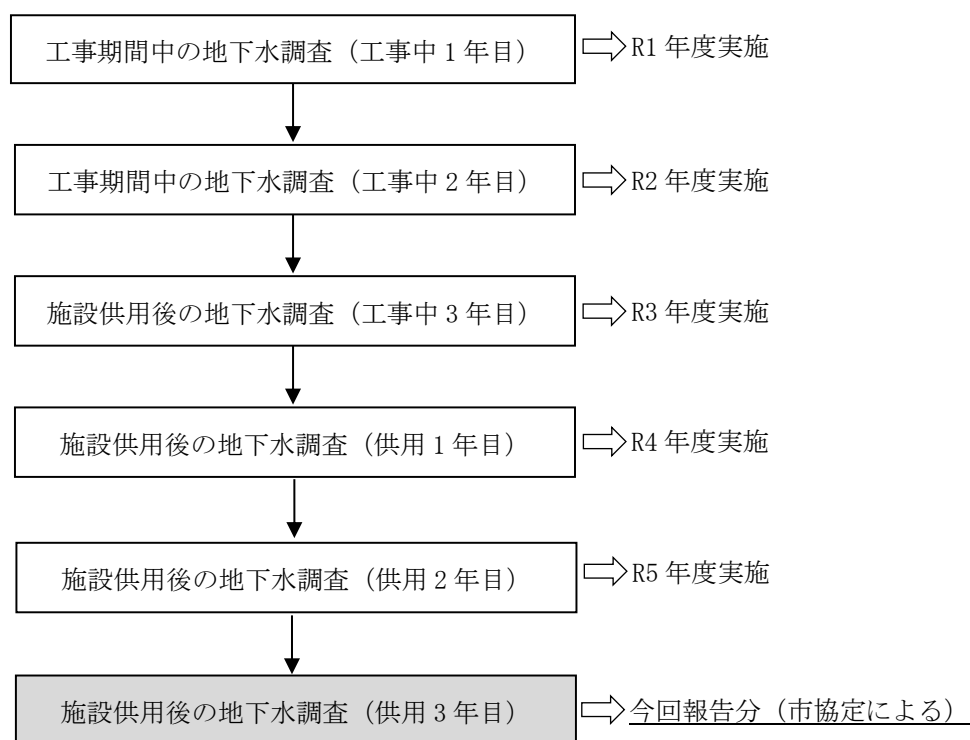 工事期間中の地下水調査（工事中 1 年目） R1 年度実施
工事期間中の地下水調査（工事中 2 年目） R2 年度実施
施設供用後の地下水調査（工事中 3 年目） R3 年度実施
施設供用後の地下水調査（供用 1 年目） R4 年度実施
施設供用後の地下水調査（供用 2 年目） R5 年度実施
施設供用後の地下水調査（供用 3 年目） 今回報告分（市協定による）